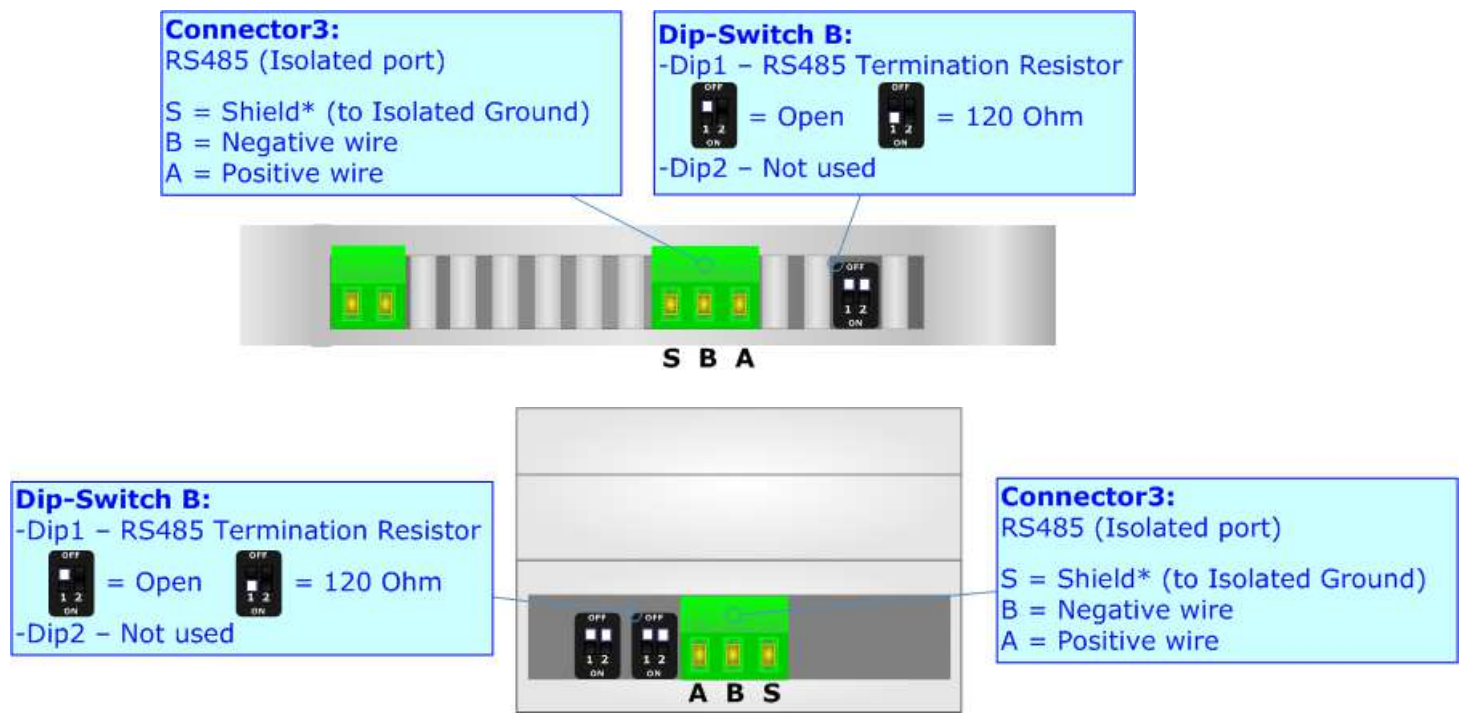 Connector3:
RS485 (Isolated port)
S = Shield* (to Isolated Ground)
B = Negative wire
A = Positive wire
Dip-Switch B:
-Dip1 – RS485 Termination Resistor
OFF
1 2
ON
= Open
OFF
1 2
ON
= 120 Ohm
-Dip2 – Not used
OFF
1 2
ON
S B A
Dip-Switch B:
-Dip1 – RS485 Termination Resistor
OFF
1 2
ON
= Open
OFF
1 2
ON
= 120 Ohm
-Dip2 – Not used
Connector3:
RS485 (Isolated port)
S = Shield* (to Isolated Ground)
B = Negative wire
A = Positive wire
OFF
1 2
ON
OFF
1 2
ON
A B S